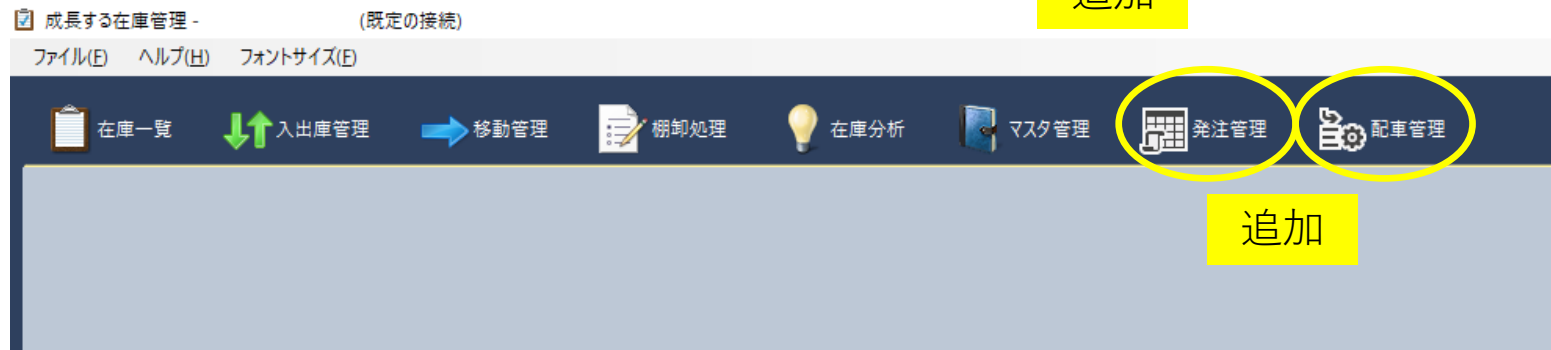 追加
成長する在庫管理 - (既定の接続)
ファイル(F) ヘルプ(H) フォントサイズ(F)
在庫一覧 入出庫管理 移動管理 棚卸処理 在庫分析 マスタ管理 発注管理 配車管理
追加